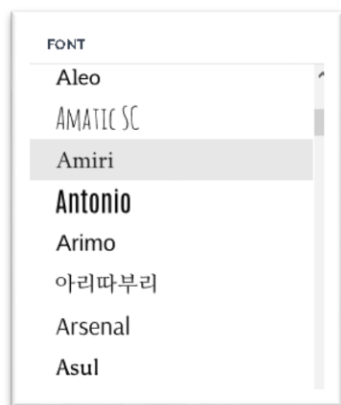 FONT
Aleo
AMATIC SC
Amiri
Antonio
Arimo
아리따부리
Arsenal
Asul